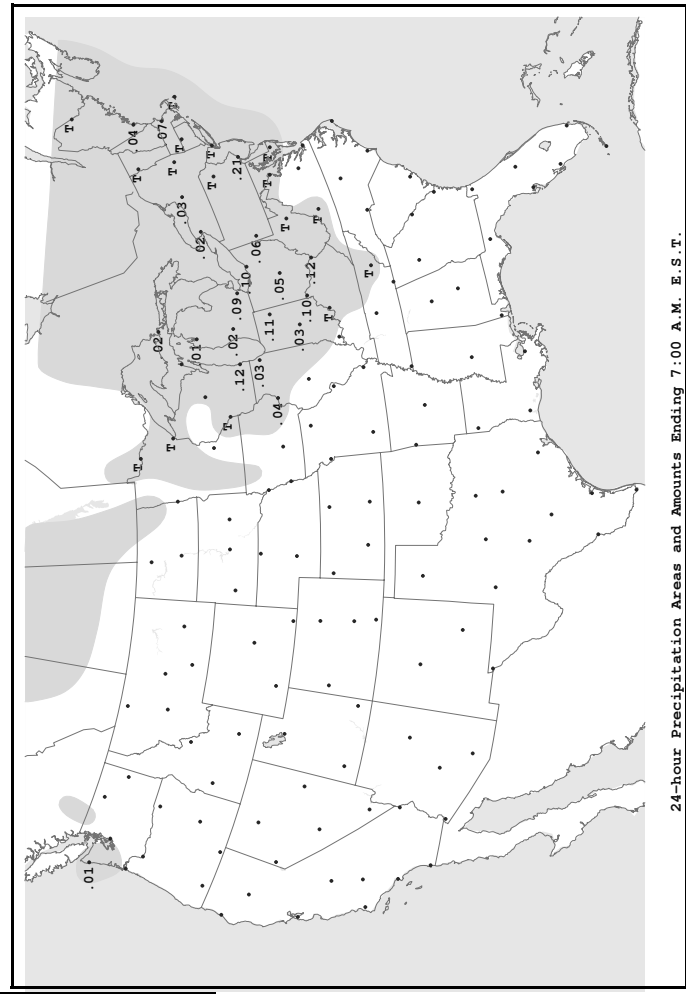 T
.01
.04
T
T
.02
.07
T
T
T
T
.03
.01
.02
T
T
T
.12
.02
.09
.21
.10
.06
.03
T
T
.11
.04
.05
T
.03
.10
.12
T
T
T
24-hour Precipitation Areas and Amounts Ending 7:00 A.M. E.S.T.